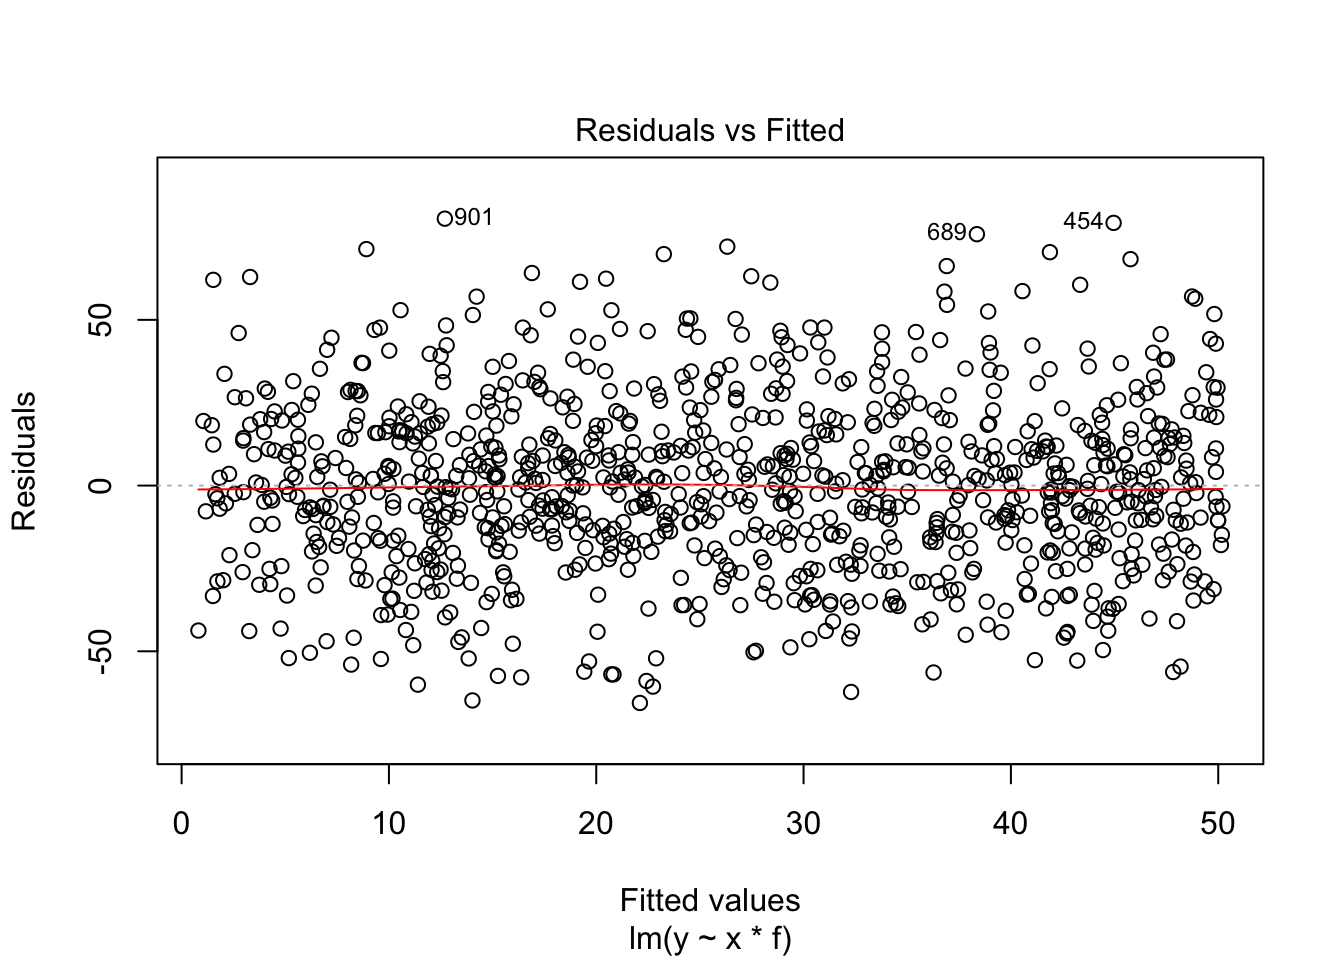 Residuals vs Fitted
901
454
689
50
0
-50
Residuals
0 10 20 30 40 50
Fitted values
lm(y ~ x * f)